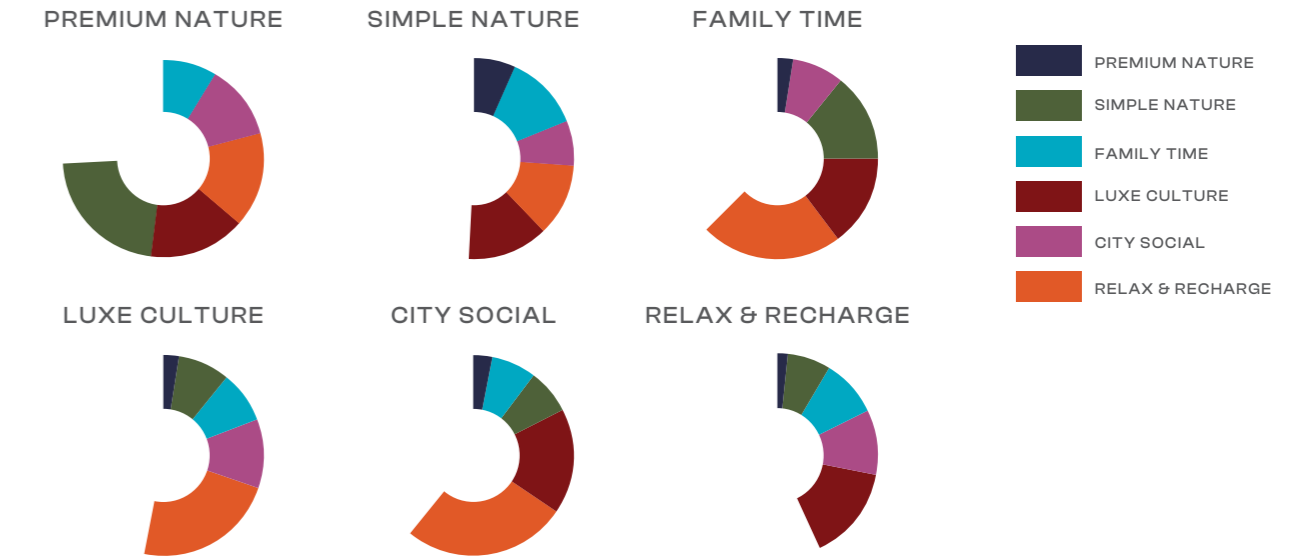 PREMIUM NATURE
SIMPLE NATURE
FAMILY TIME
PREMIUM NATURE
SIMPLE NATURE
FAMILY TIME
LUXE CULTURE
CITY SOCIAL
RELAX & RECHARGE
LUXE CULTURE
CITY SOCIAL
RELAX & RECHARGE